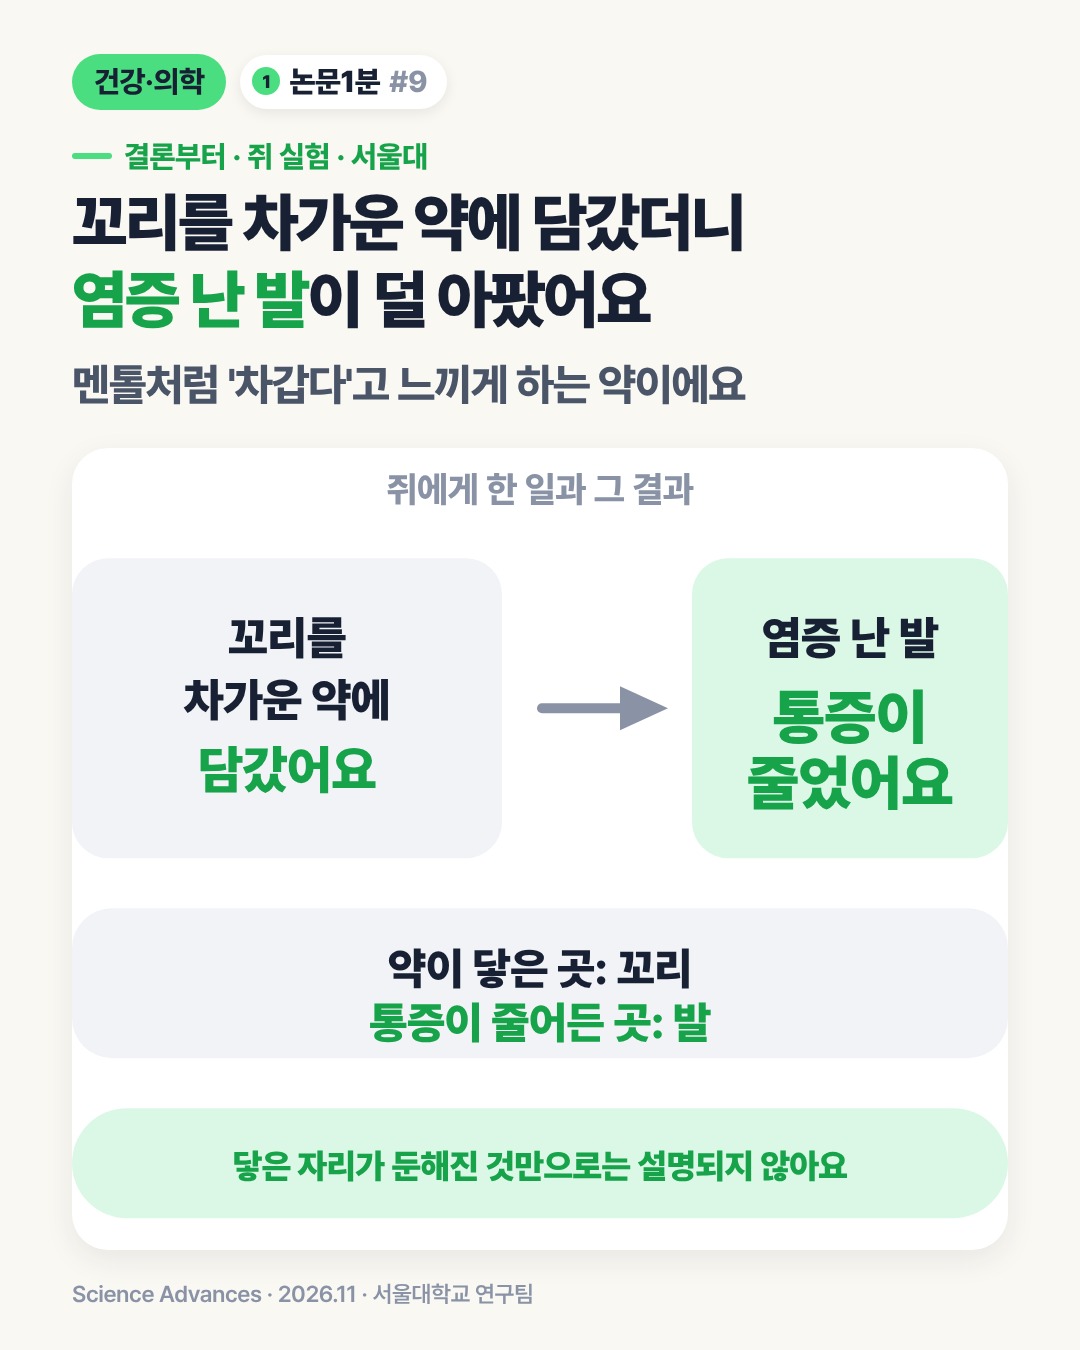 건강·의학
1 논문1분 #9
결론부터 · 쥐 실험 · 서울대
꼬리를 차가운 약에 담갔더니
염증 난 발이 덜 아팠어요
멘톨처럼 '차갑다'고 느끼게 하는 약이에요
쥐에게 한 일과 그 결과
꼬리를
차가운 약에
담갔어요
염증 난 발
통증이
줄었어요
약이 닿은 곳: 꼬리
통증이 줄어든 곳: 발
닿은 자리가 둔해진 것만으로는 설명되지 않아요
Science Advances · 2026.11 · 서울대학교 연구팀